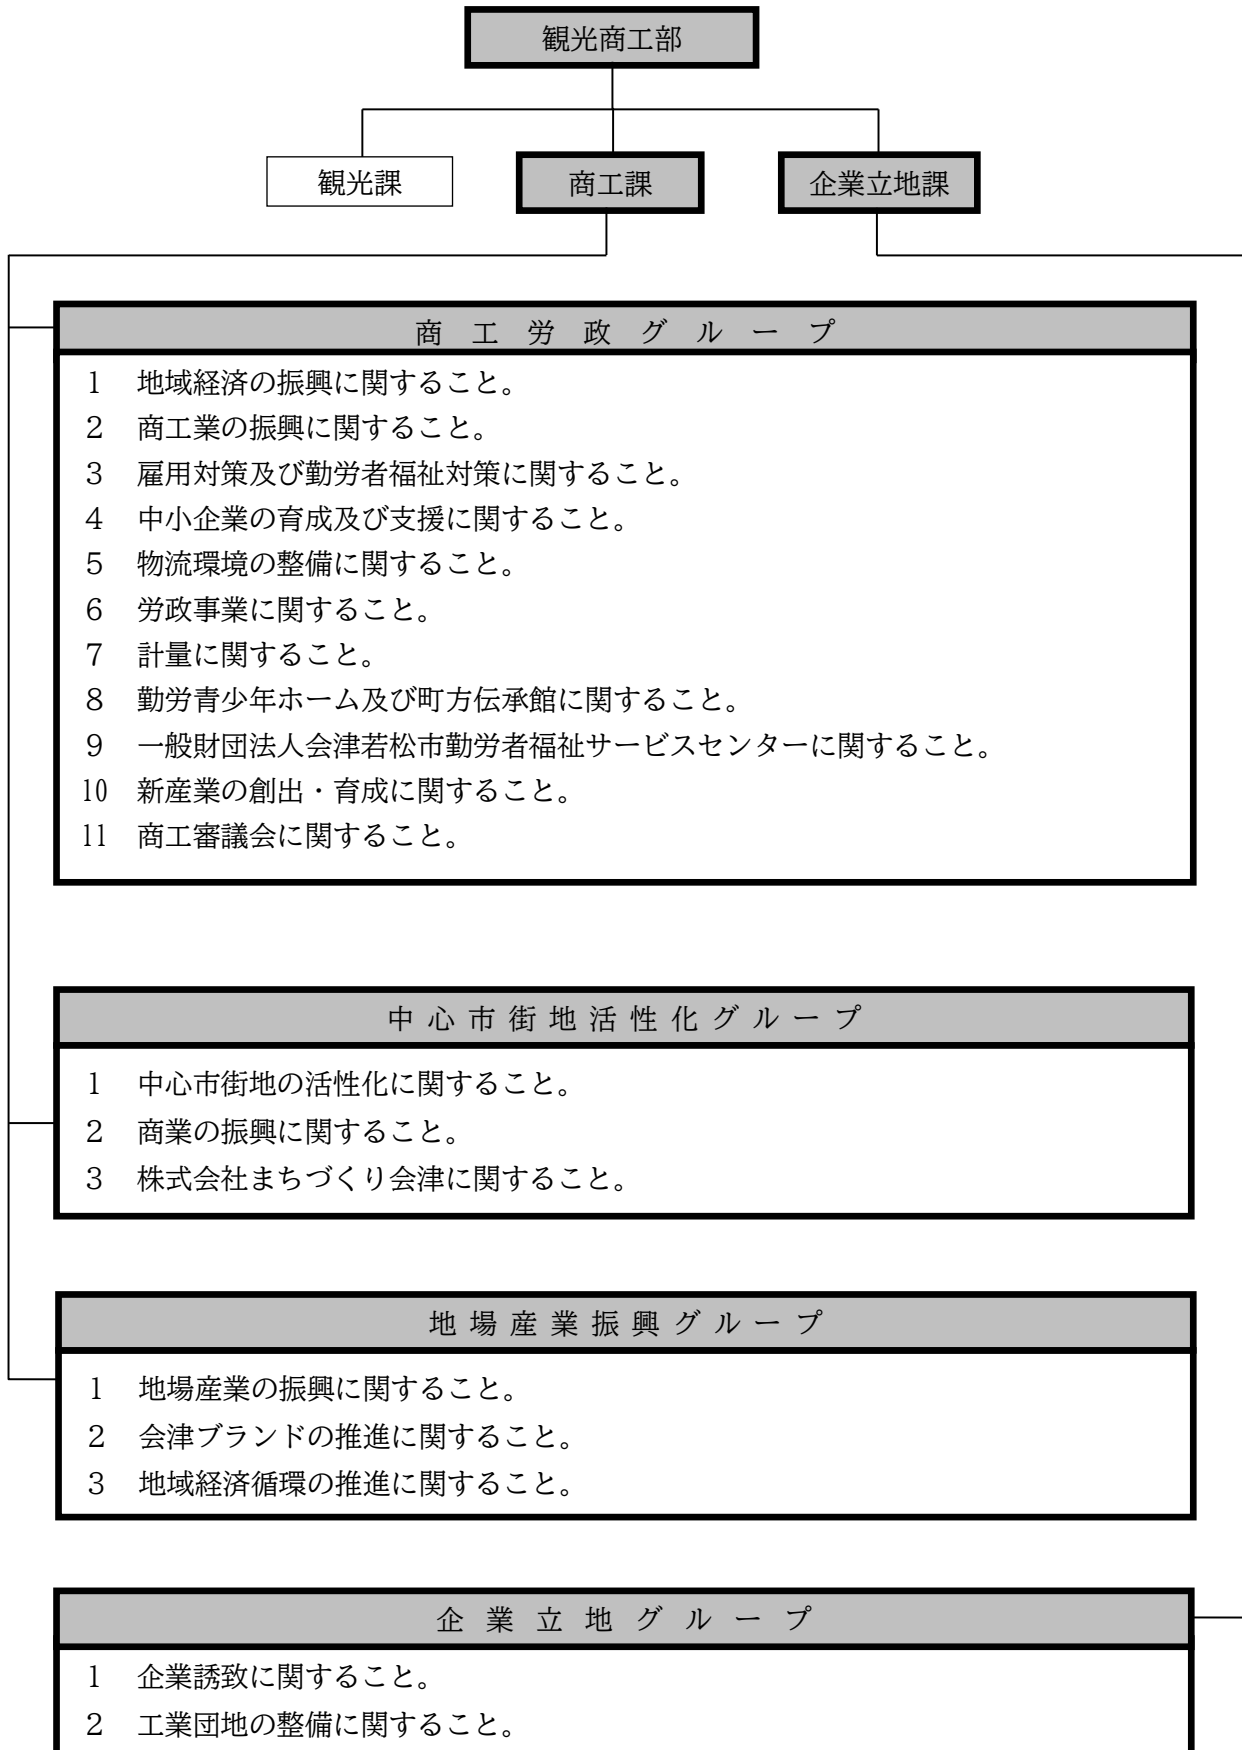 観光商工部
観光課
商工課
企業立地課
商工労政グループ
1 地域経済の振興に関すること。
2 商工業の振興に関すること。
3 雇用対策及び勤労者福祉対策に関すること。
4 中小企業の育成及び支援に関すること。
5 物流環境の整備に関すること。
6 労政事業に関すること。
7 計量に関すること。
8 勤労青少年ホーム及び町方伝承館に関すること。
9 一般財団法人会津若松市勤労者福祉サービスセンターに関すること。
10 新産業の創出・育成に関すること。
11 商工審議会に関すること。
中心市街地活性化グループ
1 中心市街地の活性化に関すること。
2 商業の振興に関すること。
3 株式会社まちづくり会津に関すること。
地場産業振興グループ
1 地場産業の振興に関すること。
2 会津ブランドの推進に関すること。
3 地域経済循環の推進に関すること。
企業立地グループ
1 企業誘致に関すること。
2 工業団地の整備に関すること。